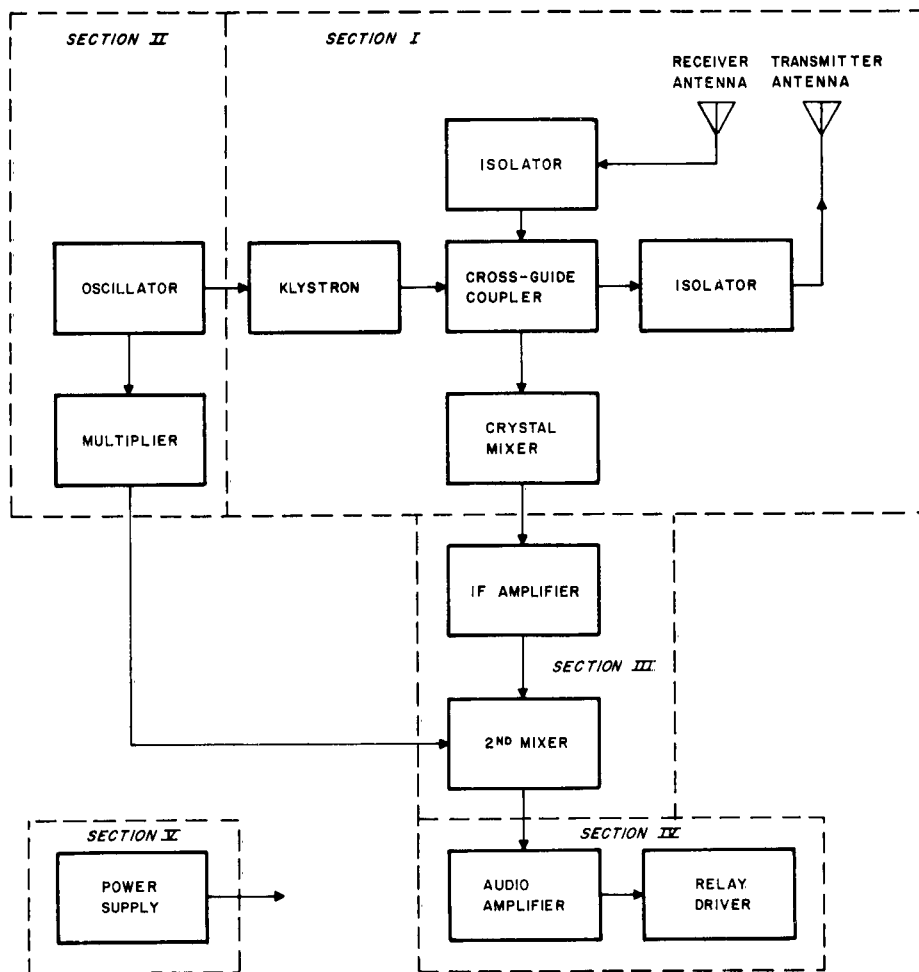 SECTION II
SECTION I
RECEIVER
ANTENNA
TRANSMITTER
ANTENNA
ISOLATOR
OSCILLATOR
KLYSTRON
CROSS-GUIDE
COUPLER
ISOLATOR
MULTIPLIER
CRYSTAL
MIXER
IF AMPLIFIER
SECTION III
2ND MIXER
SECTION V
SECTION IV
POWER
SUPPLY
AUDIO
AMPLIFIER
RELAY
DRIVER